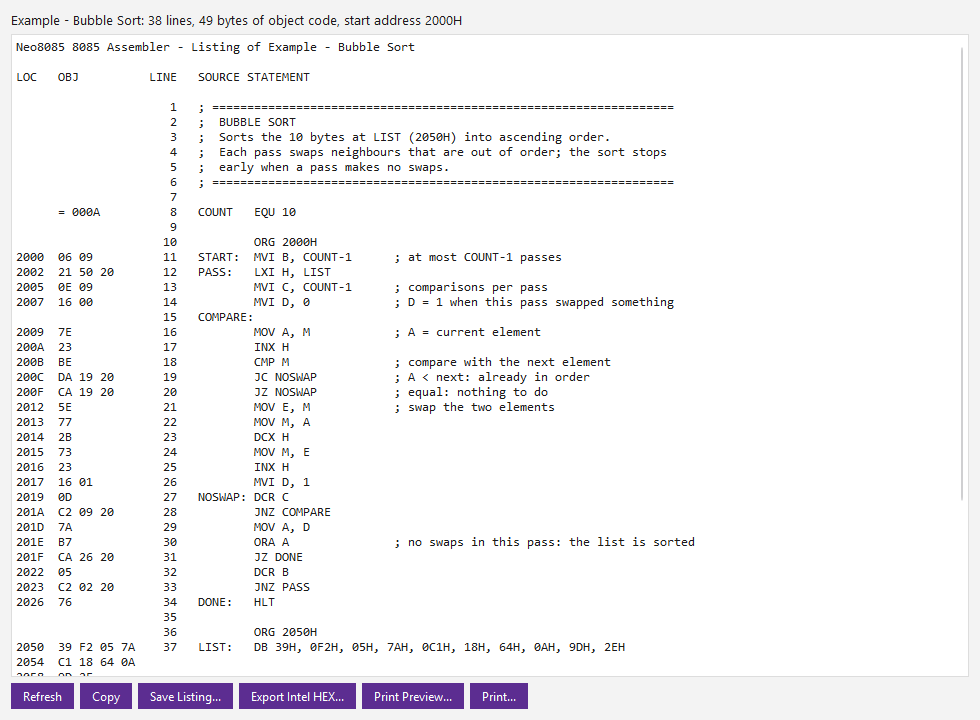 Example - Bubble Sort: 38 lines, 49 bytes of object code, start address 2000H
Neo8085 8085 Assembler - Listing of Example - Bubble Sort
LOC   OBJ          LINE   SOURCE STATEMENT
                      1   ; ==================================================================
                      2   ;  BUBBLE SORT
                      3   ;  Sorts the 10 bytes at LIST (2050H) into ascending order.
                      4   ;  Each pass swaps neighbours that are out of order; the sort stops
                      5   ;  early when a pass makes no swaps.
                      6   ; ==================================================================
                      7
      = 000A          8   COUNT   EQU 10
                      9
                     10           ORG 2000H
2000  06 09          11   START:  MVI B, COUNT-1      ; at most COUNT-1 passes
2002  21 50 20       12   PASS:   LXI H, LIST
2005  0E 09          13           MVI C, COUNT-1      ; comparisons per pass
2007  16 00          14           MVI D, 0            ; D = 1 when this pass swapped something
                     15   COMPARE:
2009  7E             16           MOV A, M            ; A = current element
200A  23             17           INX H
200B  BE             18           CMP M               ; compare with the next element
200C  DA 19 20       19           JC NOSWAP           ; A < next: already in order
200F  CA 19 20       20           JZ NOSWAP           ; equal: nothing to do
2012  5E             21           MOV E, M            ; swap the two elements
2013  77             22           MOV M, A
2014  2B             23           DCX H
2015  73             24           MOV M, E
2016  23             25           INX H
2017  16 01          26           MVI D, 1
2019  0D             27   NOSWAP: DCR C
201A  C2 09 20       28           JNZ COMPARE
201D  7A             29           MOV A, D
201E  B7             30           ORA A               ; no swaps in this pass: the list is sorted
201F  CA 26 20       31           JZ DONE
2022  05             32           DCR B
2023  C2 02 20       33           JNZ PASS
2026  76             34   DONE:   HLT
                     35
                     36           ORG 2050H
2050  39 F2 05 7A    37   LIST:   DB 39H, 0F2H, 05H, 7AH, 0C1H, 18H, 64H, 0AH, 9DH, 2EH
2054  C1 18 64 0A
Refresh Copy Save Listing... Export Intel HEX... Print Preview... Print...